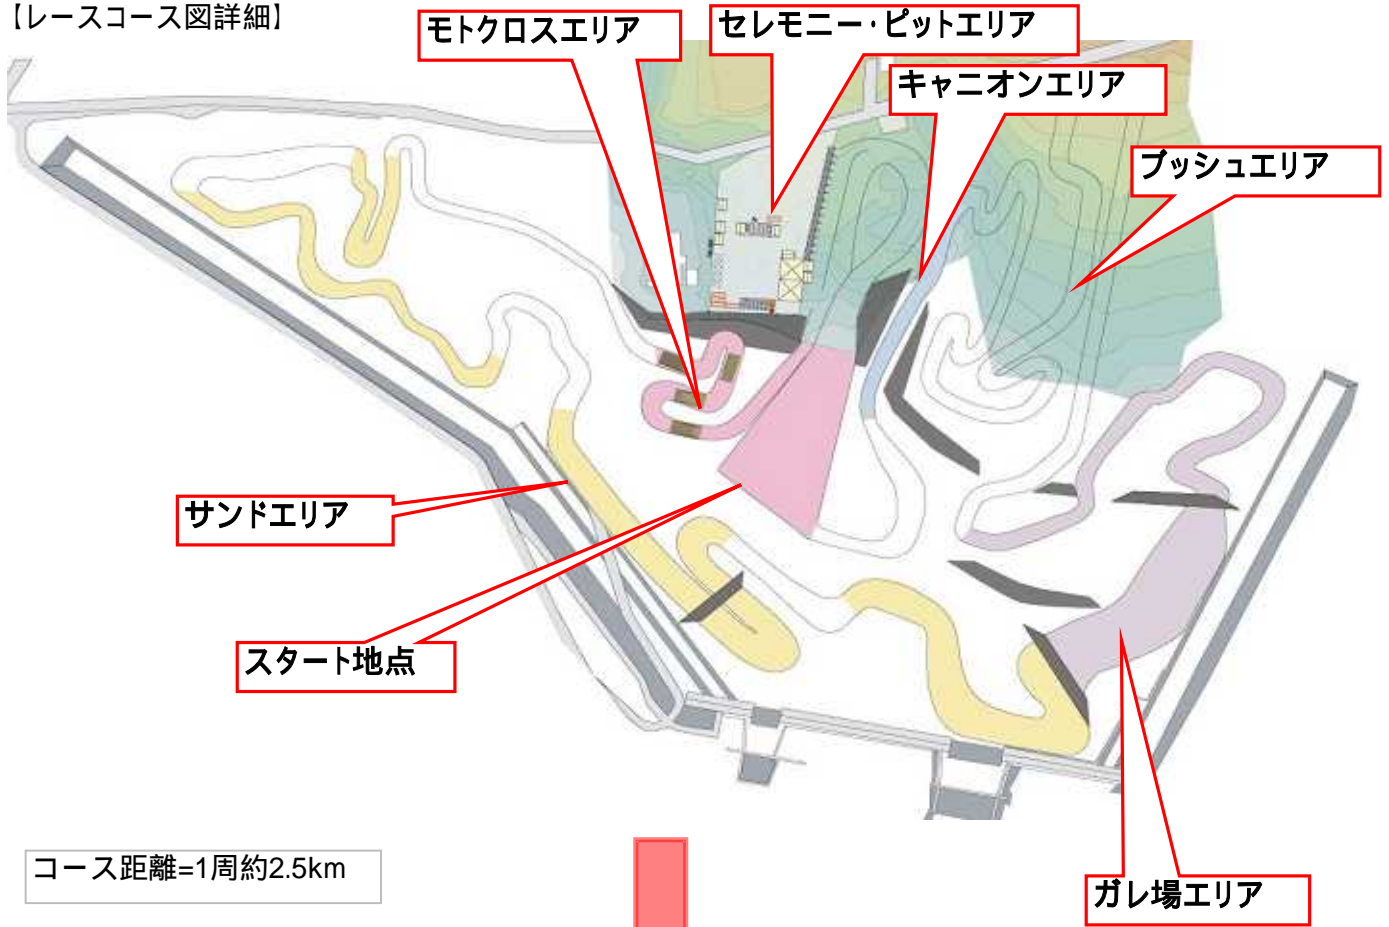 【レースコース図詳細】
モトクロスエリア
セレモニー・ピットエリア
キャニオンエリア
ブッシュエリア
サンドエリア
スタート地点
コース距離=1周約2.5km
ガレ場エリア